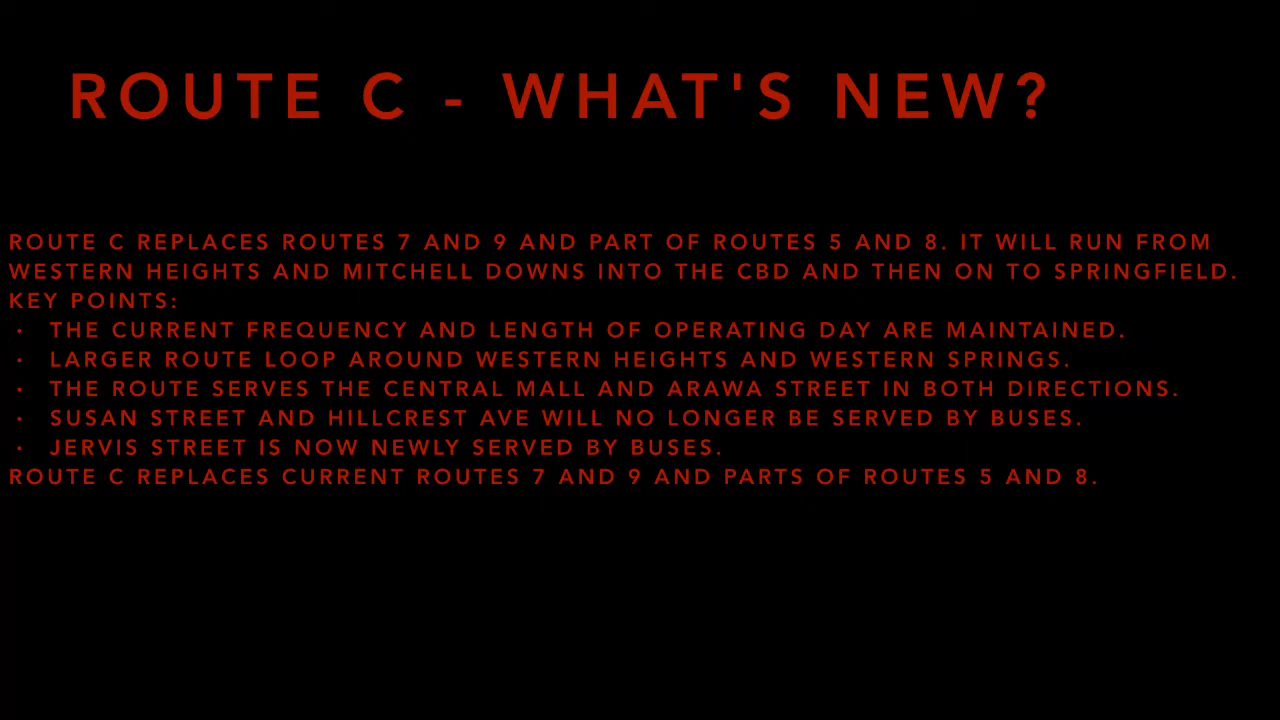 ROUTE C - WHAT'S NEW?
ROUTE C REPLACES ROUTES 7 AND 9 AND PART OF ROUTES 5 AND 8. IT WILL RUN FROM
WESTERN HEIGHTS AND MITCHELL DOWNS INTO THE CBD AND THEN ON TO SPRINGFIELD.
KEY POINTS:
• THE CURRENT FREQUENCY AND LENGTH OF OPERATING DAY ARE MAINTAINED.
• LARGER ROUTE LOOP AROUND WESTERN HEIGHTS AND WESTERN SPRINGS.
• THE ROUTE SERVES THE CENTRAL MALL AND ARAWA STREET IN BOTH DIRECTIONS.
• SUSAN STREET AND HILLCREST AVE WILL NO LONGER BE SERVED BY BUSES.
• JERVIS STREET IS NOW NEWLY SERVED BY BUSES.
ROUTE C REPLACES CURRENT ROUTES 7 AND 9 AND PARTS OF ROUTES 5 AND 8.